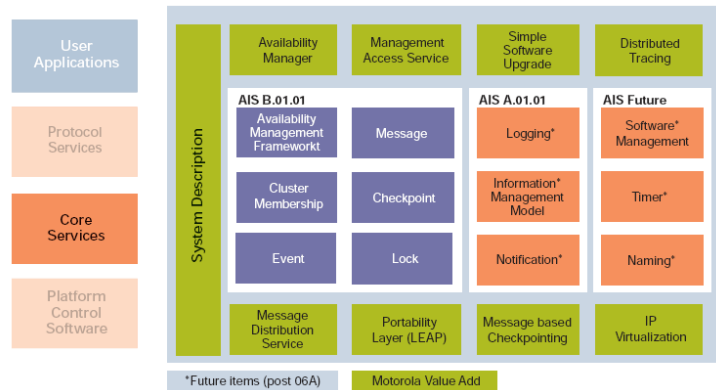 User
Applications
Protocol
Services
Core
Services
Platform
Control
Software
System Description
Availability
Manager
Management
Access Service
Simple
Software
Upgrade
Distributed
Tracing
AIS B.01.01
Availability
Management
Frameworkt
Message
Cluster
Membership
Checkpoint
Event
Lock
AIS A.01.01
Logging*
Information*
Management
Model
Notification*
AIS Future
Software*
Management
Timer*
Naming*
Message
Distribution
Service
Portability
Layer (LEAP)
Message based
Checkpointing
IP
Virtualization
*Future items (post 06A)
Motorola Value Add